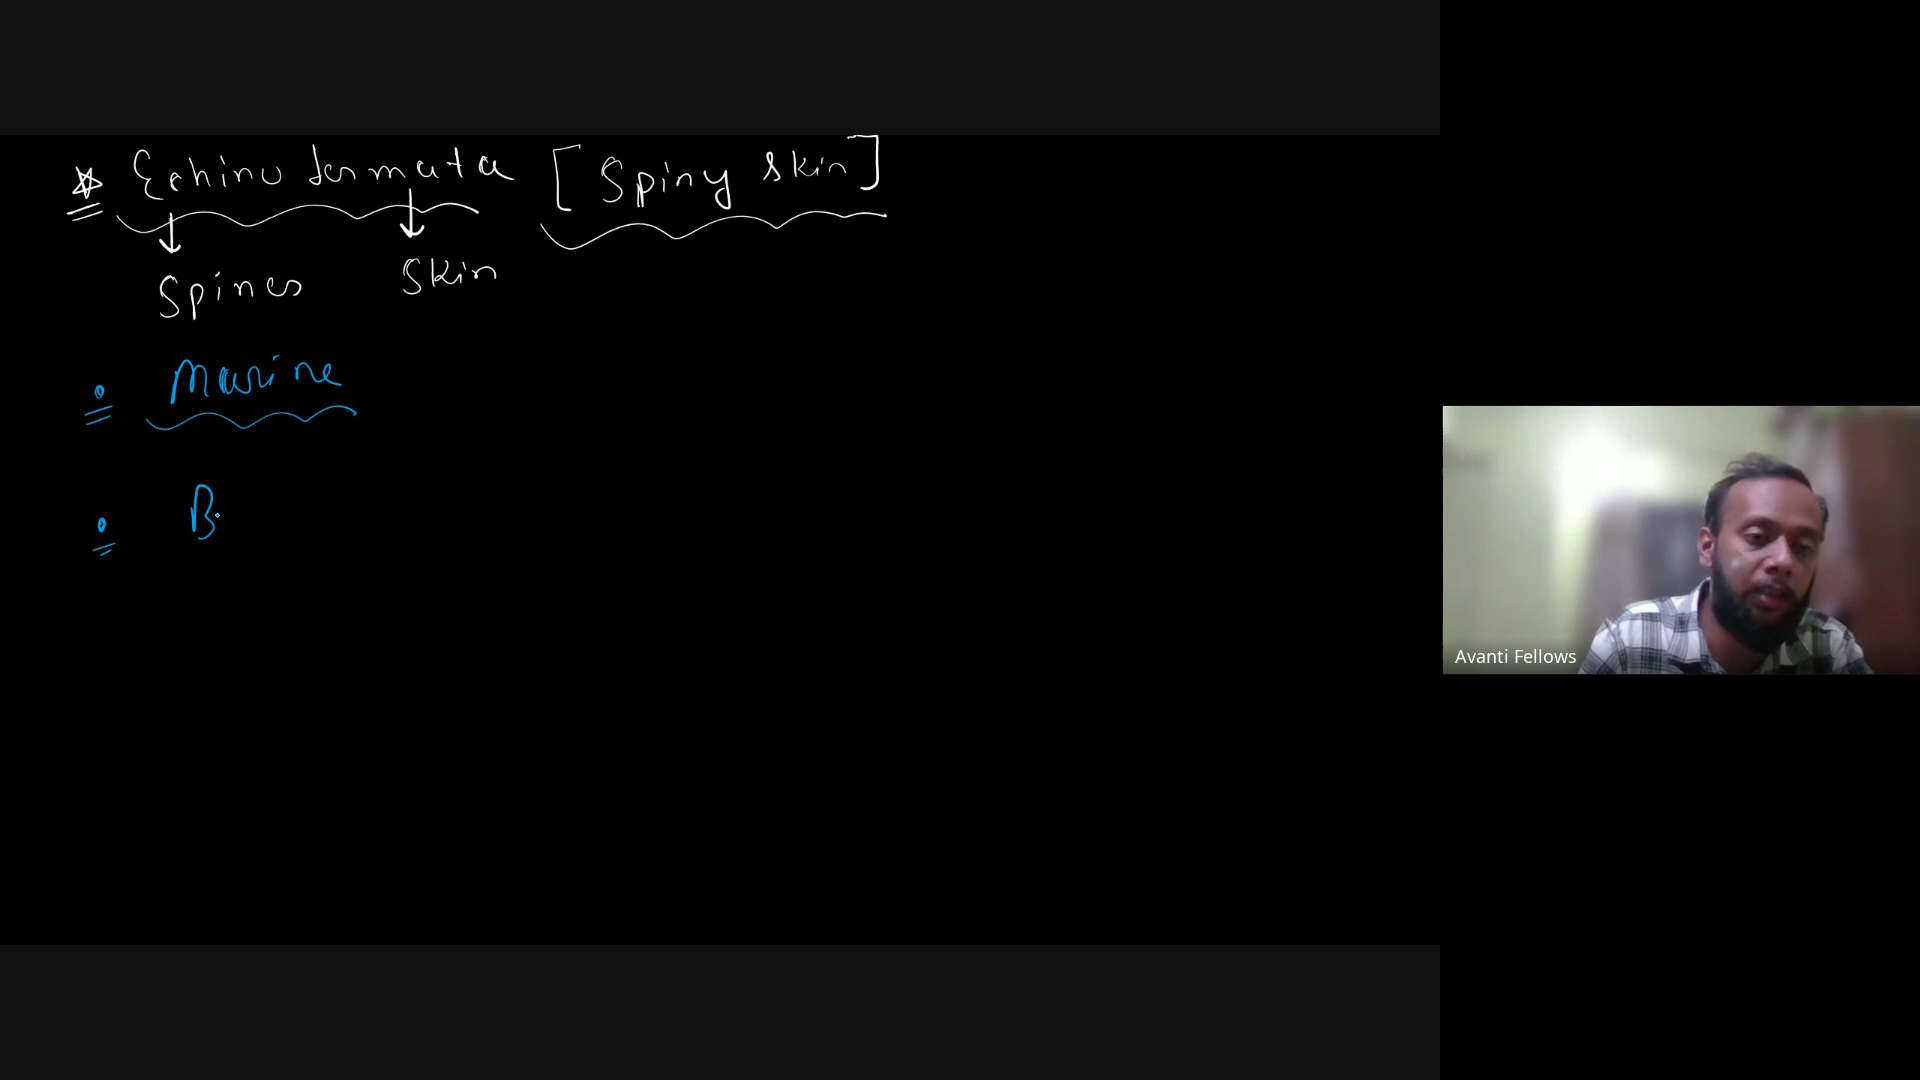 * Echinodermata [Spiny skin]
Spines Skin
Marine
B
Avanti Fellows